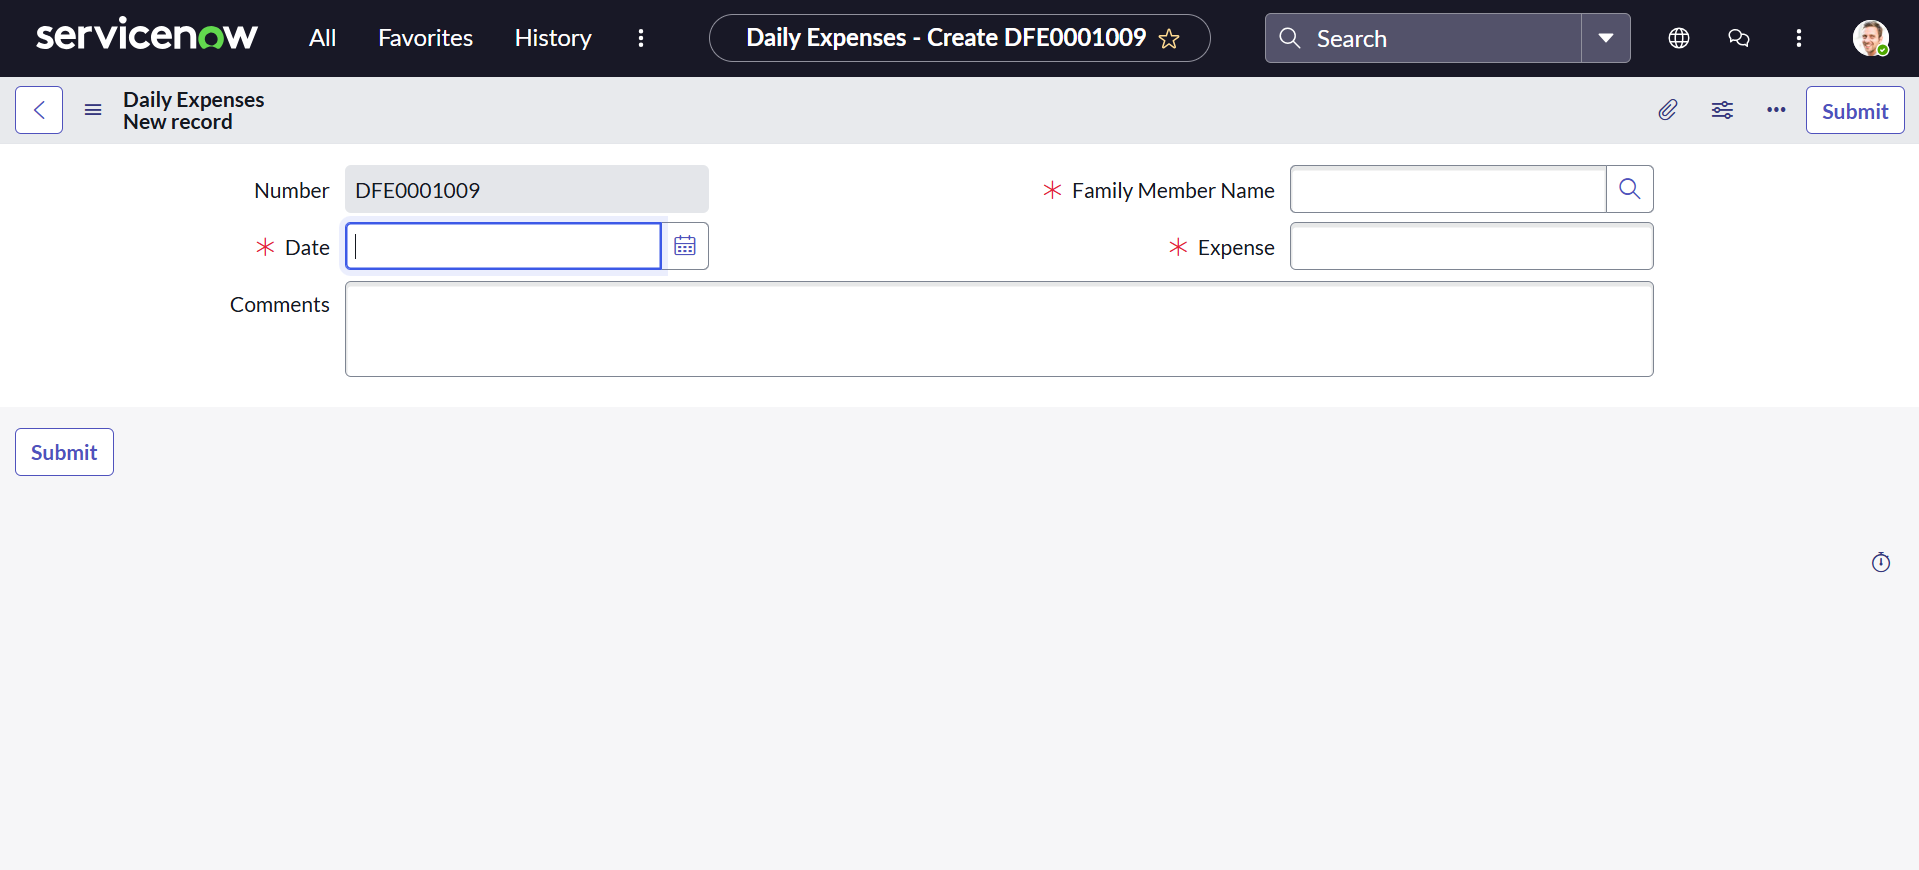 servicenow
All
Favorites
History
Daily Expenses - Create DFE0001009
Search
Daily Expenses
New record
Submit
Number
DFE0001009
Family Member Name
Date
Expense
Comments
Submit